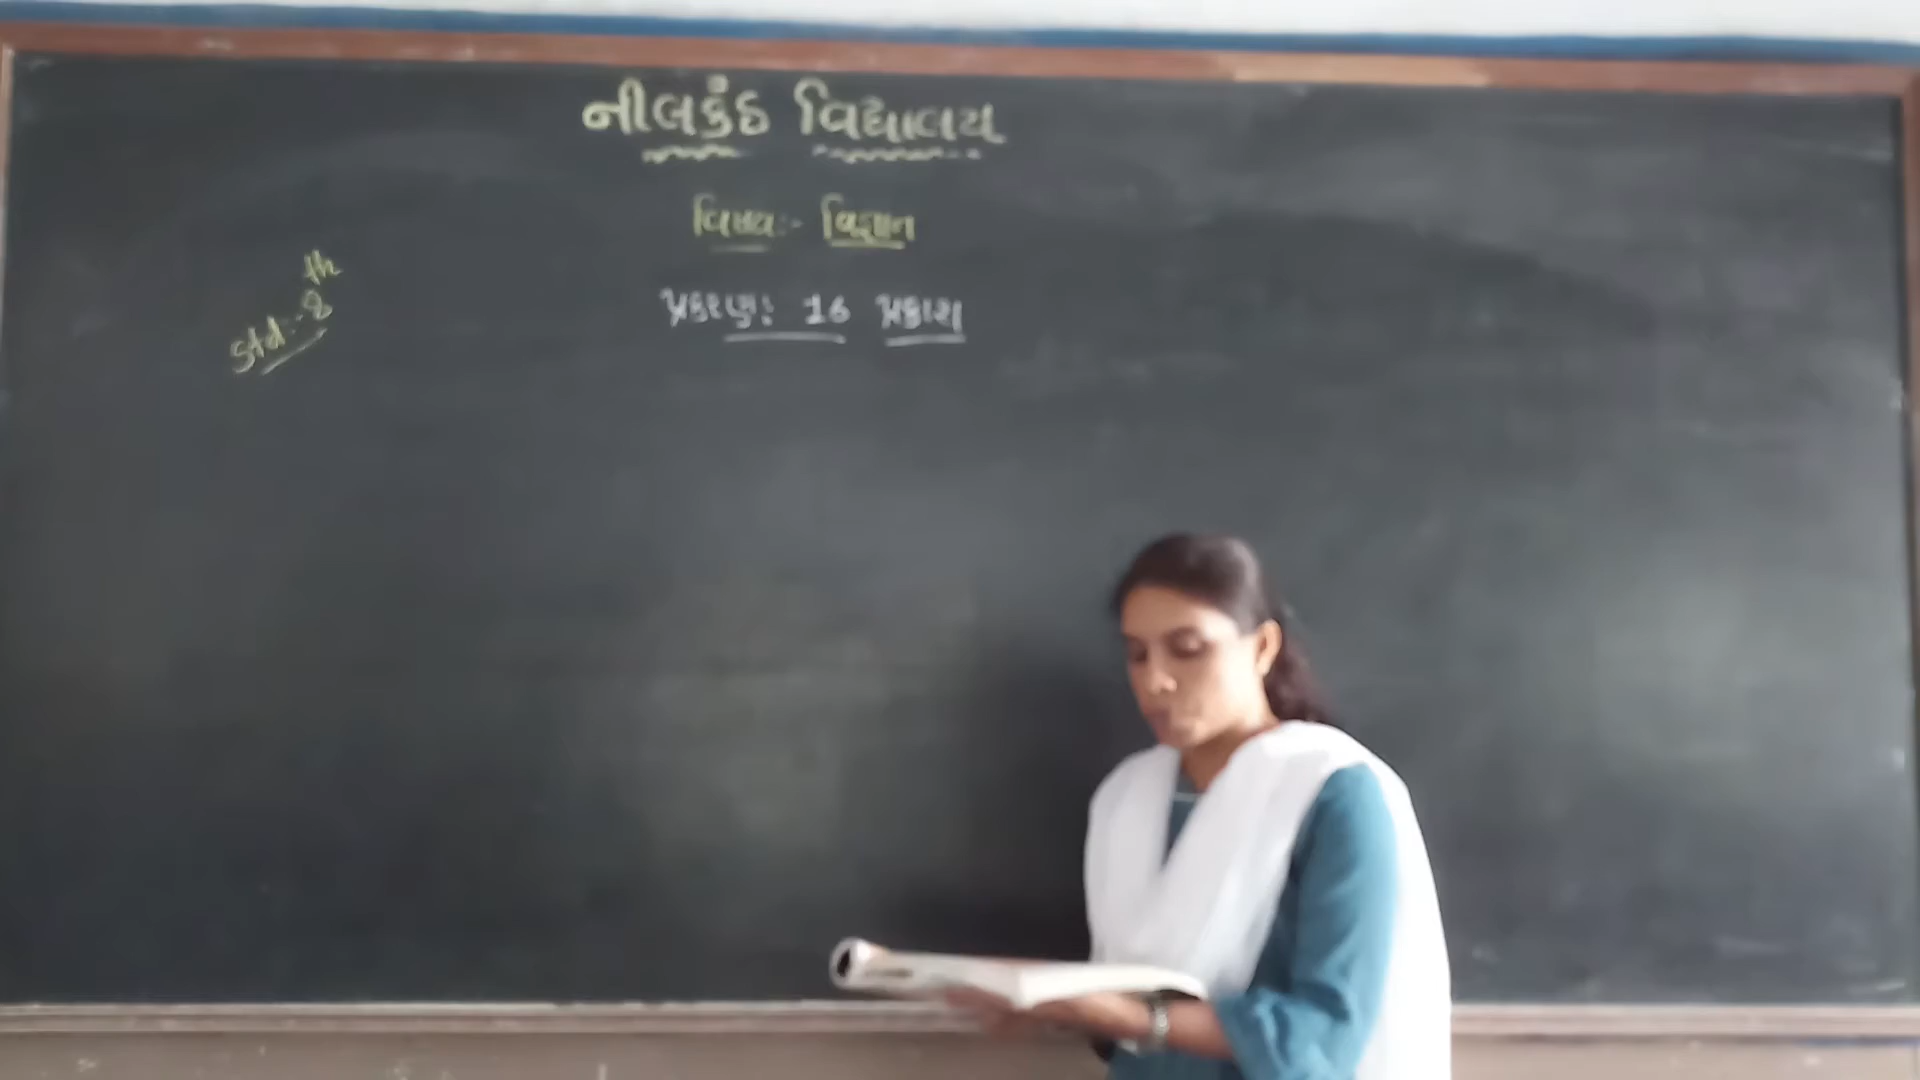 નીલકંઠ વિદ્યાલય
વિષય:- વિજ્ઞાન
Std:-8th
પ્રકરણ: 16 પ્રકાશ